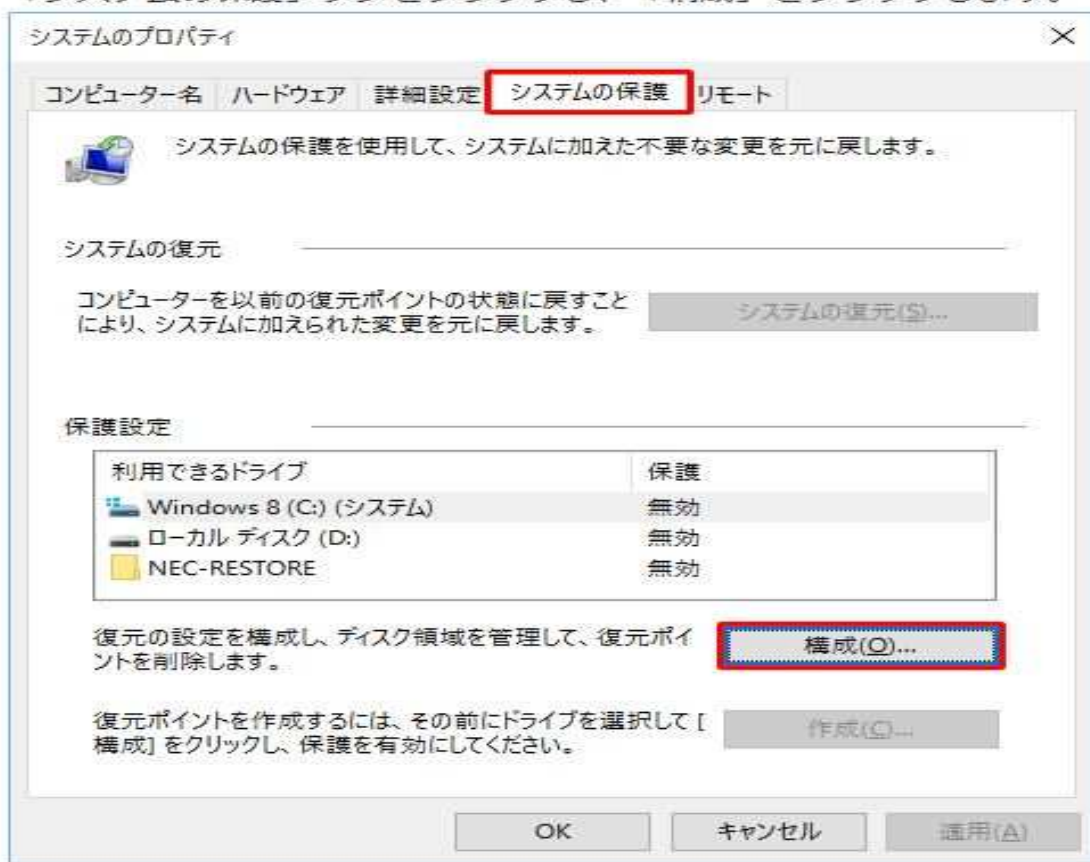 システムのプロパティ
コンピューター名 ハードウェア 詳細設定 システムの保護 リモート
システムの保護を使用して、システムに加えた不要な変更を元に戻します。
システムの復元
コンピューターを以前の復元ポイントの状態に戻すこと
により、システムに加えられた変更を元に戻します。
システムの復元(S)...
保護設定
利用できるドライブ 保護
Windows 8 (C:) (システム) 無効
ローカル ディスク (D:) 無効
NEC-RESTORE 無効
復元の設定を構成し、ディスク領域を管理して、復元ポイ
ントを削除します。
構成(O)...
復元ポイントを作成するには、その前にドライブを選択して [
構成] をクリックし、保護を有効にしてください。
作成(C)...
OK キャンセル 適用(A)